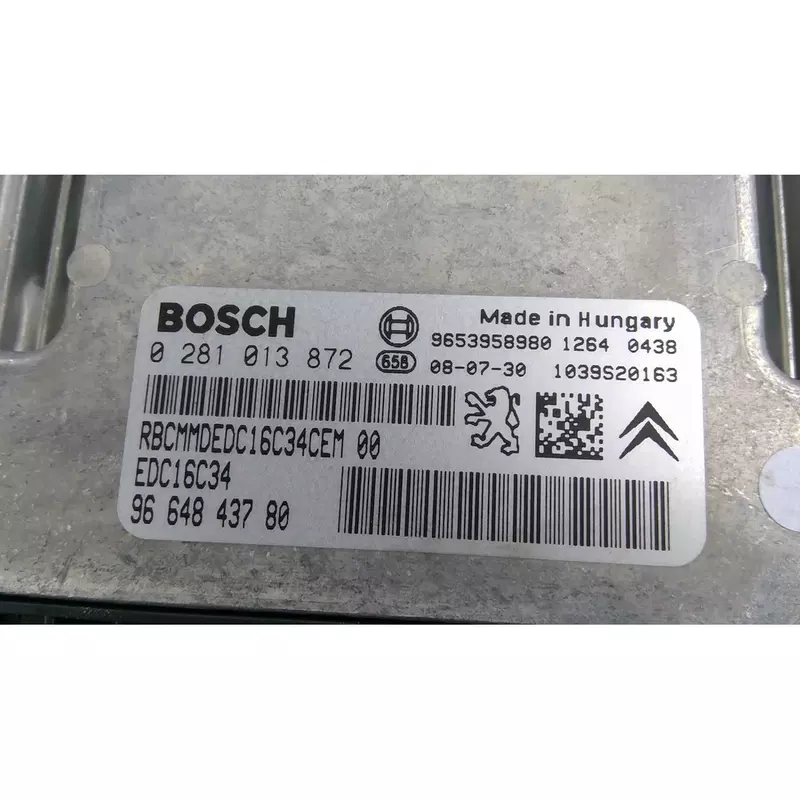 BOSCH
Made in Hungary
9653958980 1264 0438
0 281 013 872
658 08-07-30 1039S20163
RBCMMDEDC16C34CEM 00
EDC16C34
96 648 437 80